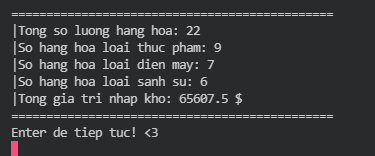 ==============================================
|Tong so luong hang hoa: 22
|So hang hoa loai thuc pham: 9
|So hang hoa loai dien may: 7
|So hang hoa loai sanh su: 6
|Tong gia tri nhap kho: 65607.5 $
==============================================
Enter de tiep tuc! <3